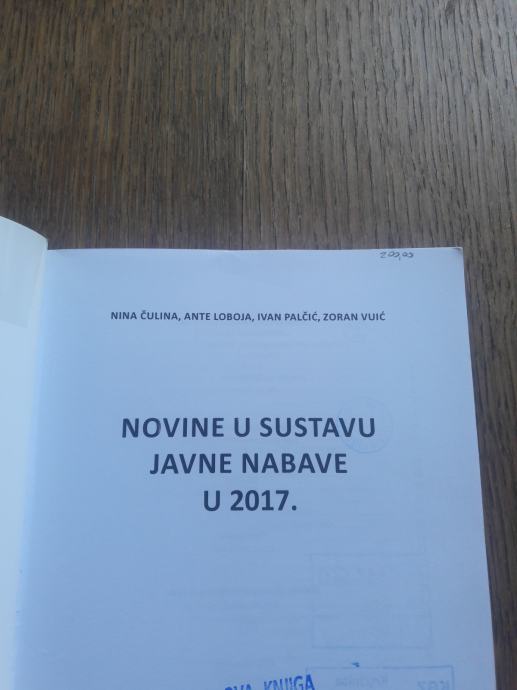 200,00
NINA ČULINA, ANTE LOBOJA, IVAN PALČIĆ, ZORAN VUIĆ
NOVINE U SUSTAVU
JAVNE NABAVE
U 2017.
KNJIGA